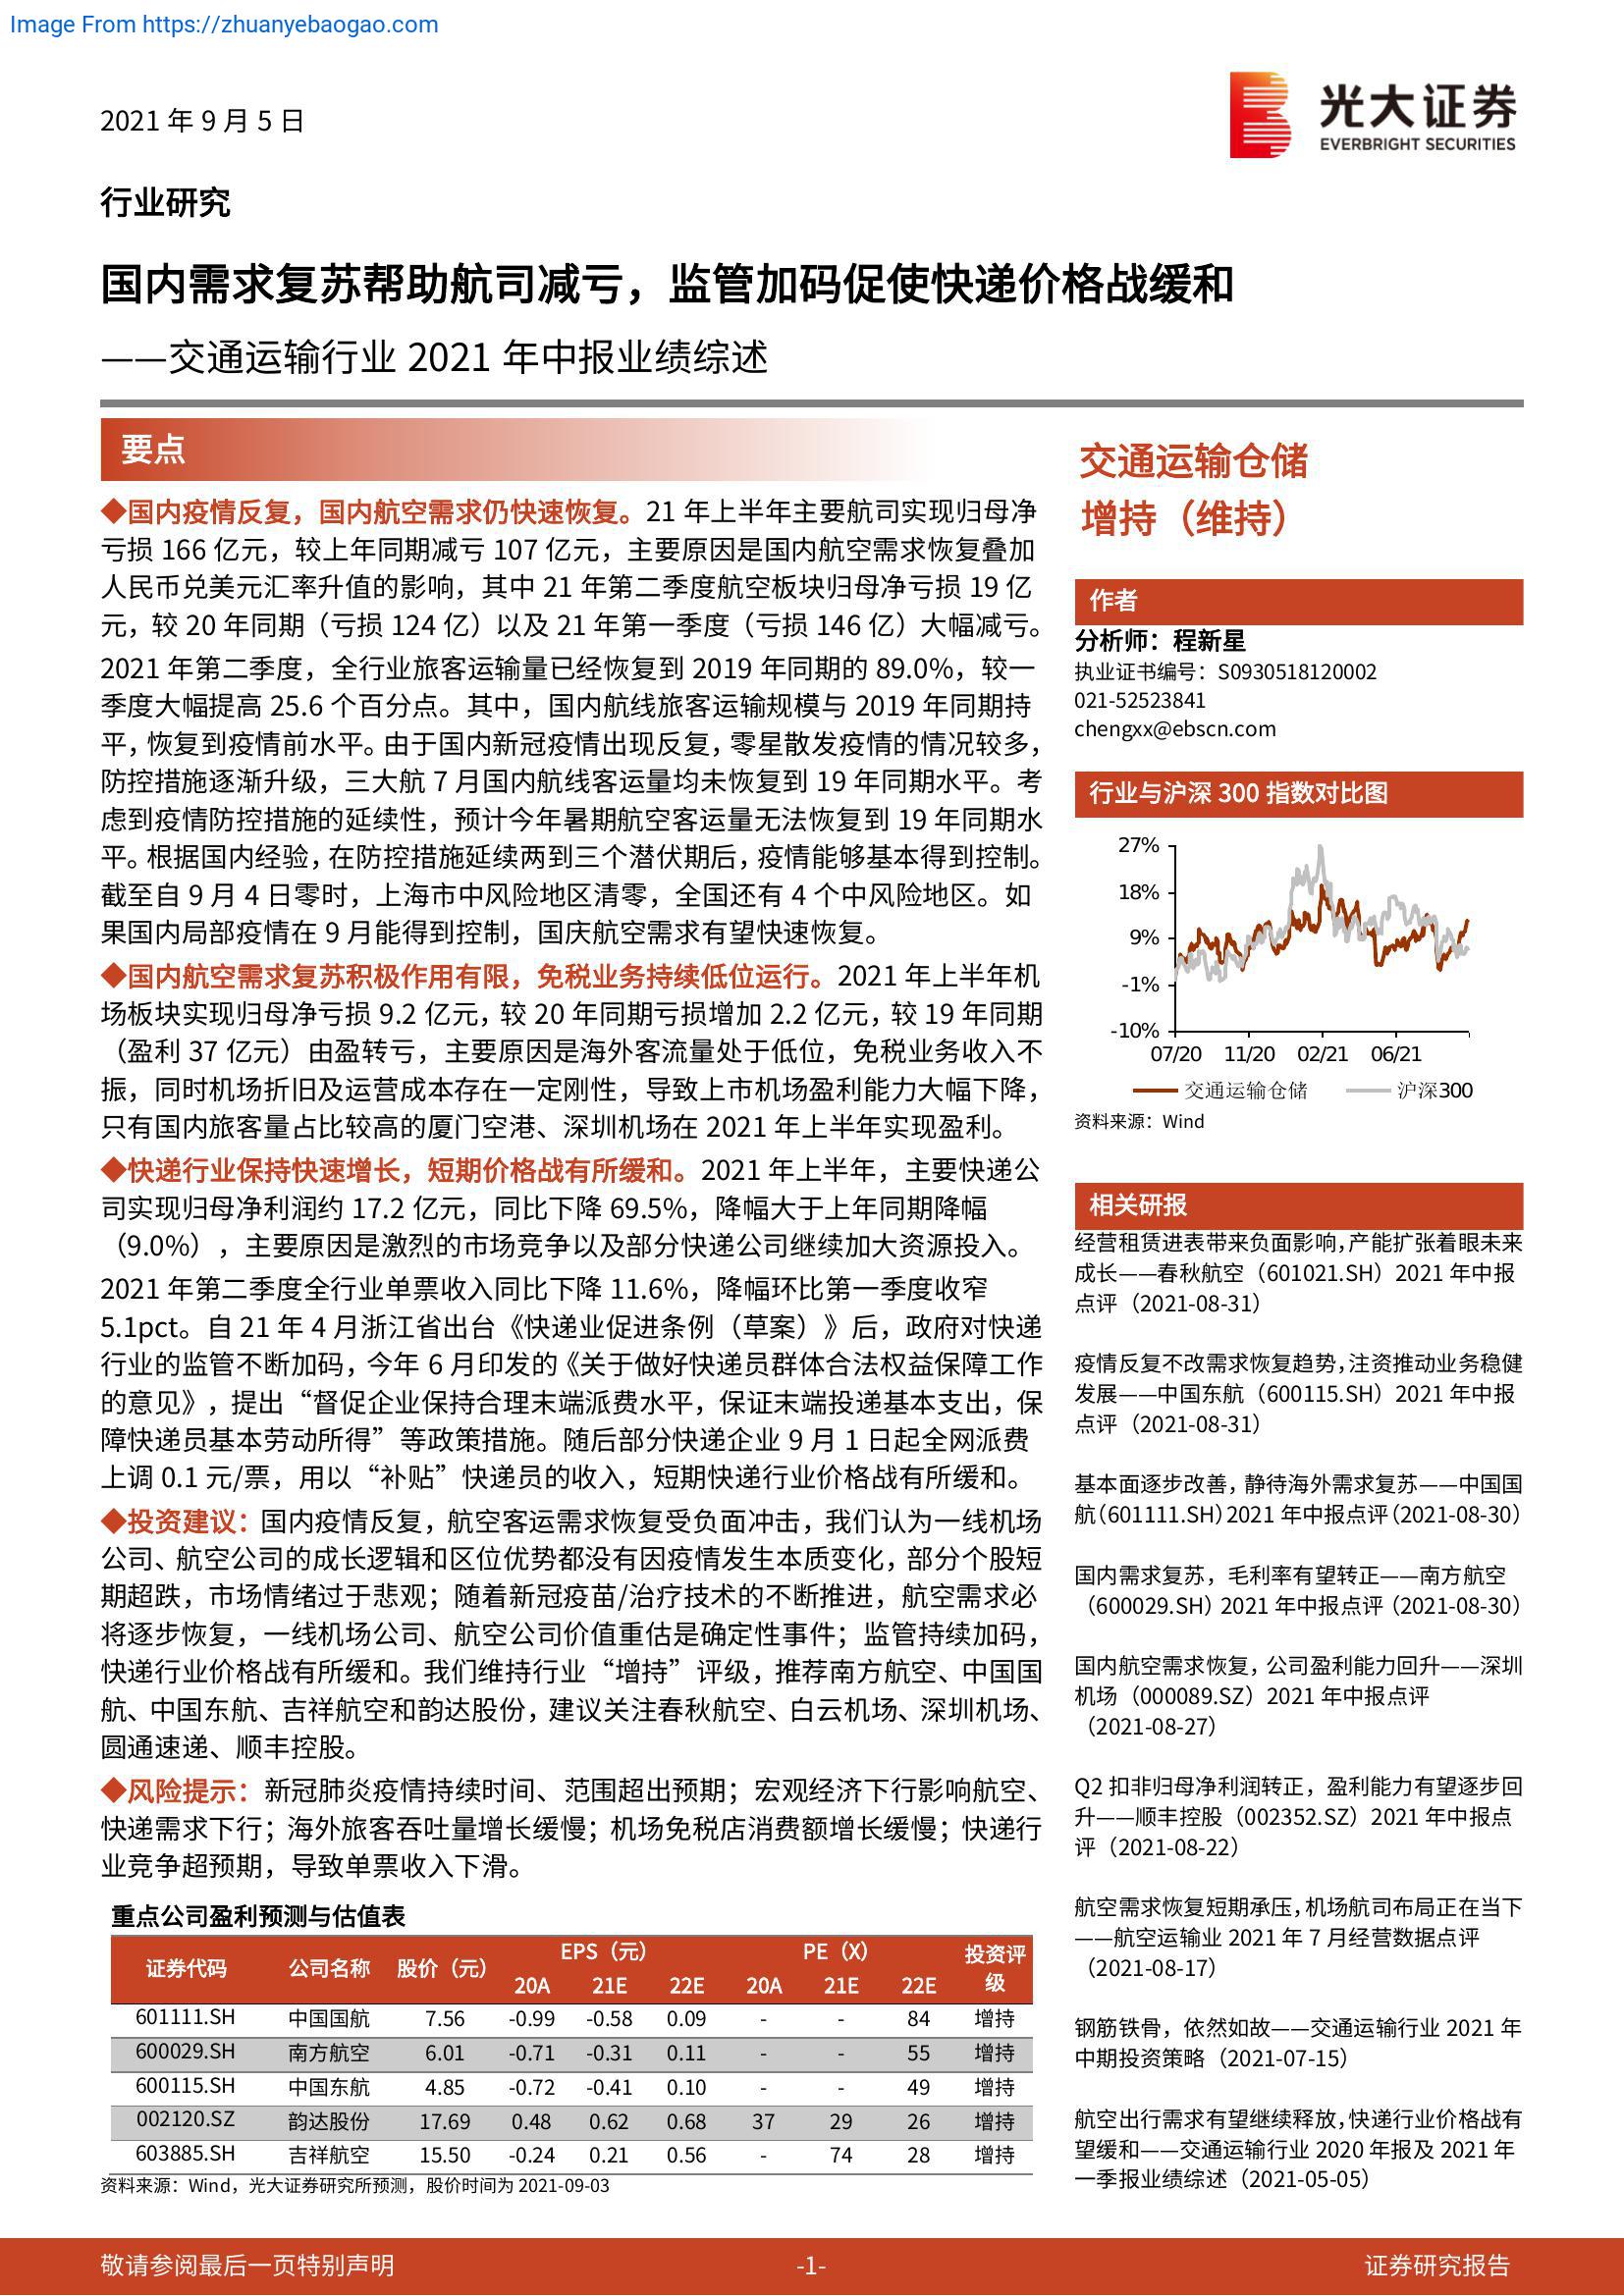 Image From https://zhuanyebaogao.com
2021 年 9 月 5 日
光大证券
EVERBRIGHT SECURITIES
行业研究
国内需求复苏帮助航司减亏，监管加码促使快递价格战缓和
——交通运输行业 2021 年中报业绩综述
要点
◆国内疫情反复，国内航空需求仍快速恢复。21 年上半年主要航司实现归母净
亏损 166 亿元，较上年同期减亏 107 亿元，主要原因是国内航空需求恢复叠加
人民币兑美元汇率升值的影响，其中 21 年第二季度航空板块归母净亏损 19 亿
元，较 20 年同期（亏损 124 亿）以及 21 年第一季度（亏损 146 亿）大幅减亏。
2021 年第二季度，全行业旅客运输量已经恢复到 2019 年同期的 89.0%，较一
季度大幅提高 25.6 个百分点。其中，国内航线旅客运输规模与 2019 年同期持
平，恢复到疫情前水平。由于国内新冠疫情出现反复，零星散发疫情的情况较多，
防控措施逐渐升级，三大航 7 月国内航线客运量均未恢复到 19 年同期水平。考
虑到疫情防控措施的延续性，预计今年暑期航空客运量无法恢复到 19 年同期水
平。根据国内经验，在防控措施延续两到三个潜伏期后，疫情能够基本得到控制。
截至自 9 月 4 日零时，上海市中风险地区清零，全国还有 4 个中风险地区。如
果国内局部疫情在 9 月能得到控制，国庆航空需求有望快速恢复。
◆国内航空需求复苏积极作用有限，免税业务持续低位运行。2021 年上半年机
场板块实现归母净亏损 9.2 亿元，较 20 年同期亏损增加 2.2 亿元，较 19 年同期
（盈利 37 亿元）由盈转亏，主要原因是海外客流量处于低位，免税业务收入不
振，同时机场折旧及运营成本存在一定刚性，导致上市机场盈利能力大幅下降，
只有国内旅客量占比较高的厦门空港、深圳机场在 2021 年上半年实现盈利。
◆快递行业保持快速增长，短期价格战有所缓和。2021 年上半年，主要快递公
司实现归母净利润约 17.2 亿元，同比下降 69.5%，降幅大于上年同期降幅
（9.0%），主要原因是激烈的市场竞争以及部分快递公司继续加大资源投入。
2021 年第二季度全行业单票收入同比下降 11.6%，降幅环比第一季度收窄
5.1pct。自 21 年 4 月浙江省出台《快递业促进条例（草案）》后，政府对快递
行业的监管不断加码，今年 6 月印发的《关于做好快递员群体合法权益保障工作
的意见》，提出“督促企业保持合理末端派费水平，保证末端投递基本支出，保
障快递员基本劳动所得”等政策措施。随后部分快递企业 9 月 1 日起全网派费
上调 0.1 元/票，用以“补贴”快递员的收入，短期快递行业价格战有所缓和。
◆投资建议：国内疫情反复，航空客运需求恢复受负面冲击，我们认为一线机场
公司、航空公司的成长逻辑和区位优势都没有因疫情发生本质变化，部分个股短
期超跌，市场情绪过于悲观；随着新冠疫苗/治疗技术的不断推进，航空需求必
将逐步恢复，一线机场公司、航空公司价值重估是确定性事件；监管持续加码，
快递行业价格战有所缓和。我们维持行业“增持”评级，推荐南方航空、中国国
航、中国东航、吉祥航空和韵达股份，建议关注春秋航空、白云机场、深圳机场、
圆通速递、顺丰控股。
◆风险提示：新冠肺炎疫情持续时间、范围超出预期；宏观经济下行影响航空、
快递需求下行；海外旅客吞吐量增长缓慢；机场免税店消费额增长缓慢；快递行
业竞争超预期，导致单票收入下滑。
重点公司盈利预测与估值表
证券代码 公司名称 股价（元） EPS（元） PE（X） 投资评级
20A 21E 22E 20A 21E 22E
601111.SH 中国国航 7.56 -0.99 -0.58 0.09 - - 84 增持
600029.SH 南方航空 6.01 -0.71 -0.31 0.11 - - 55 增持
600115.SH 中国东航 4.85 -0.72 -0.41 0.10 - - 49 增持
002120.SZ 韵达股份 17.69 0.48 0.62 0.68 37 29 26 增持
603885.SH 吉祥航空 15.50 -0.24 0.21 0.56 - 74 28 增持
资料来源：Wind，光大证券研究所预测，股价时间为 2021-09-03
交通运输仓储
增持（维持）
作者
分析师：程新星
执业证书编号：S0930518120002
021-52523841
chengxx@ebscn.com
行业与沪深 300 指数对比图
27%
18%
9%
-1%
-10%
07/20 11/20 02/21 06/21
交通运输仓储 沪深300
资料来源：Wind
相关研报
经营租赁进表带来负面影响，产能扩张着眼未来
成长——春秋航空（601021.SH）2021 年中报
点评（2021-08-31）
疫情反复不改需求恢复趋势，注资推动业务稳健
发展——中国东航（600115.SH）2021 年中报
点评（2021-08-31）
基本面逐步改善，静待海外需求复苏——中国国
航（601111.SH）2021 年中报点评（2021-08-30）
国内需求复苏，毛利率有望转正——南方航空
（600029.SH）2021 年中报点评（2021-08-30）
国内航空需求恢复，公司盈利能力回升——深圳
机场（000089.SZ）2021 年中报点评
（2021-08-27）
Q2 扣非归母净利润转正，盈利能力有望逐步回
升——顺丰控股（002352.SZ）2021 年中报点
评（2021-08-22）
航空需求恢复短期承压，机场航司布局正在当下
——航空运输业 2021 年 7 月经营数据点评
（2021-08-17）
钢筋铁骨，依然如故——交通运输行业 2021 年
中期投资策略（2021-07-15）
航空出行需求有望继续释放，快递行业价格战有
望缓和——交通运输行业 2020 年报及 2021 年
一季报业绩综述（2021-05-05）
敬请参阅最后一页特别声明 -1- 证券研究报告